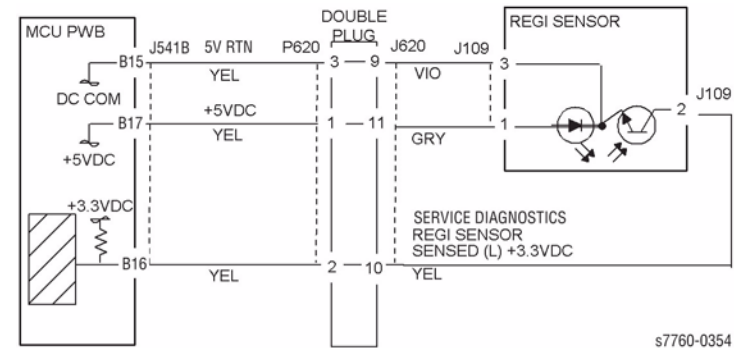 DOUBLE
PLUG
MCU PWB
REGI SENSOR
B15 J541B 5V RTN P620 3 9 J620 J109 3
YEL
VIO
DC COM
J109
2
B17 +5VDC 1 11 1
YEL
GRY
+5VDC
+3.3VDC
SERVICE DIAGNOSTICS
REGI SENSOR
SENSED (L) +3.3VDC
B16 2 10
YEL
YEL
s7760-0354